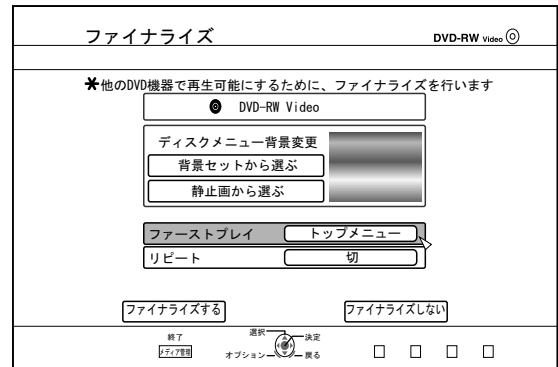 ファイナライズ
DVD-RW Video
*他のDVD機器で再生可能にするために、ファイナライズを行います
DVD-RW Video
ディスクメニュー背景変更
背景セットから選ぶ
静止画から選ぶ
ファーストプレイ トップメニュー
リピート 切
ファイナライズする ファイナライズしない
終了
メディア管理
選択 決定
オプション 戻る